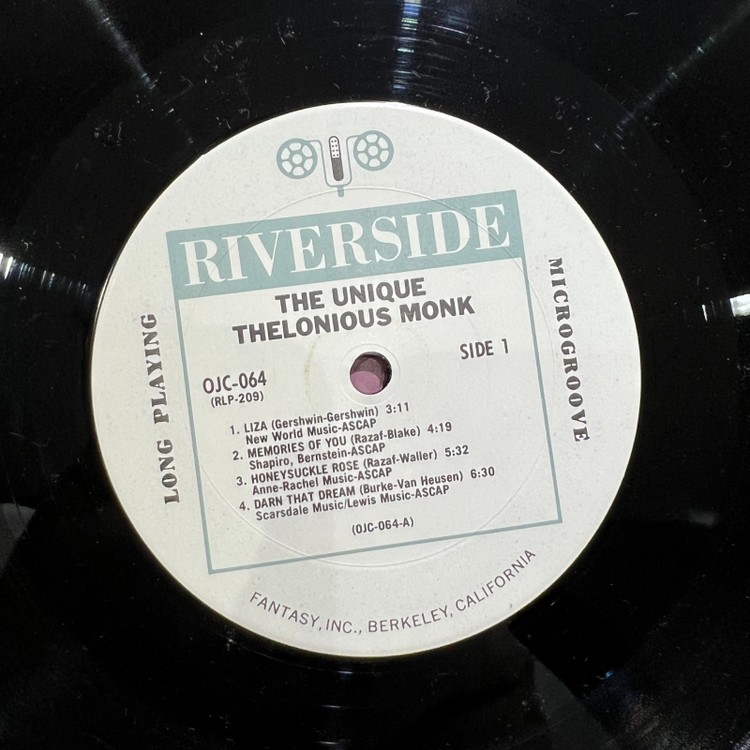 RIVERSIDE
THE UNIQUE
THELONIOUS MONK
SIDE 1
OJC-064
(RLP-209)
LONG PLAYING
MICROGROOVE
1. LIZA (Gershwin-Gershwin) 3:11
New World Music-ASCAP
2. MEMORIES OF YOU (Razaf-Blake) 4:19
Shapiro, Bernstein-ASCAP
3. HONEYSUCKLE ROSE (Razaf-Waller) 5:32
Anne-Rachel Music-ASCAP
4. DARN THAT DREAM (Burke-Van Heusen) 6:30
Scarsdale Music/Lewis Music-ASCAP
(OJC-064-A)
FANTASY, INC., BERKELEY, CALIFORNIA